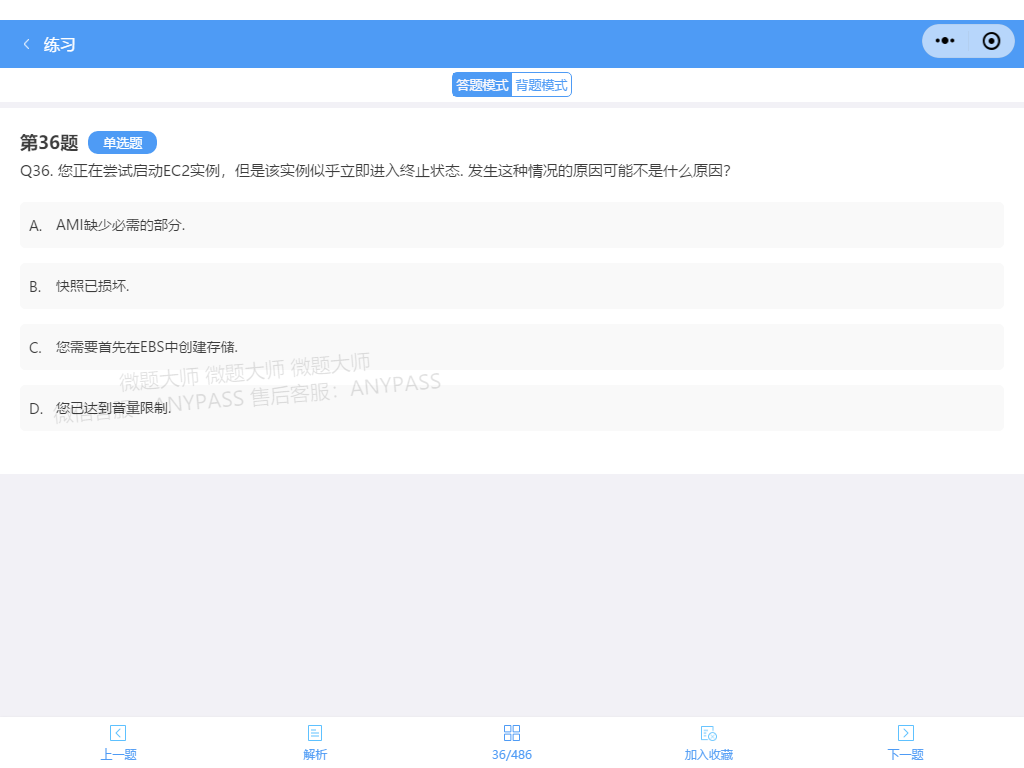 练习
答题模式 背题模式
第36题 单选题
Q36. 您正在尝试启动EC2实例，但是该实例似乎立即进入终止状态. 发生这种情况的原因可能不是什么原因？
A. AMI缺少必需的部分.
B. 快照已损坏.
C. 您需要首先在EBS中创建存储.
微题大师 微题大师 微题大师
D. 您已达到音量限制.
ANYPASS 售后客服：ANYPASS
上一题 解析 36/486 加入收藏 下一题